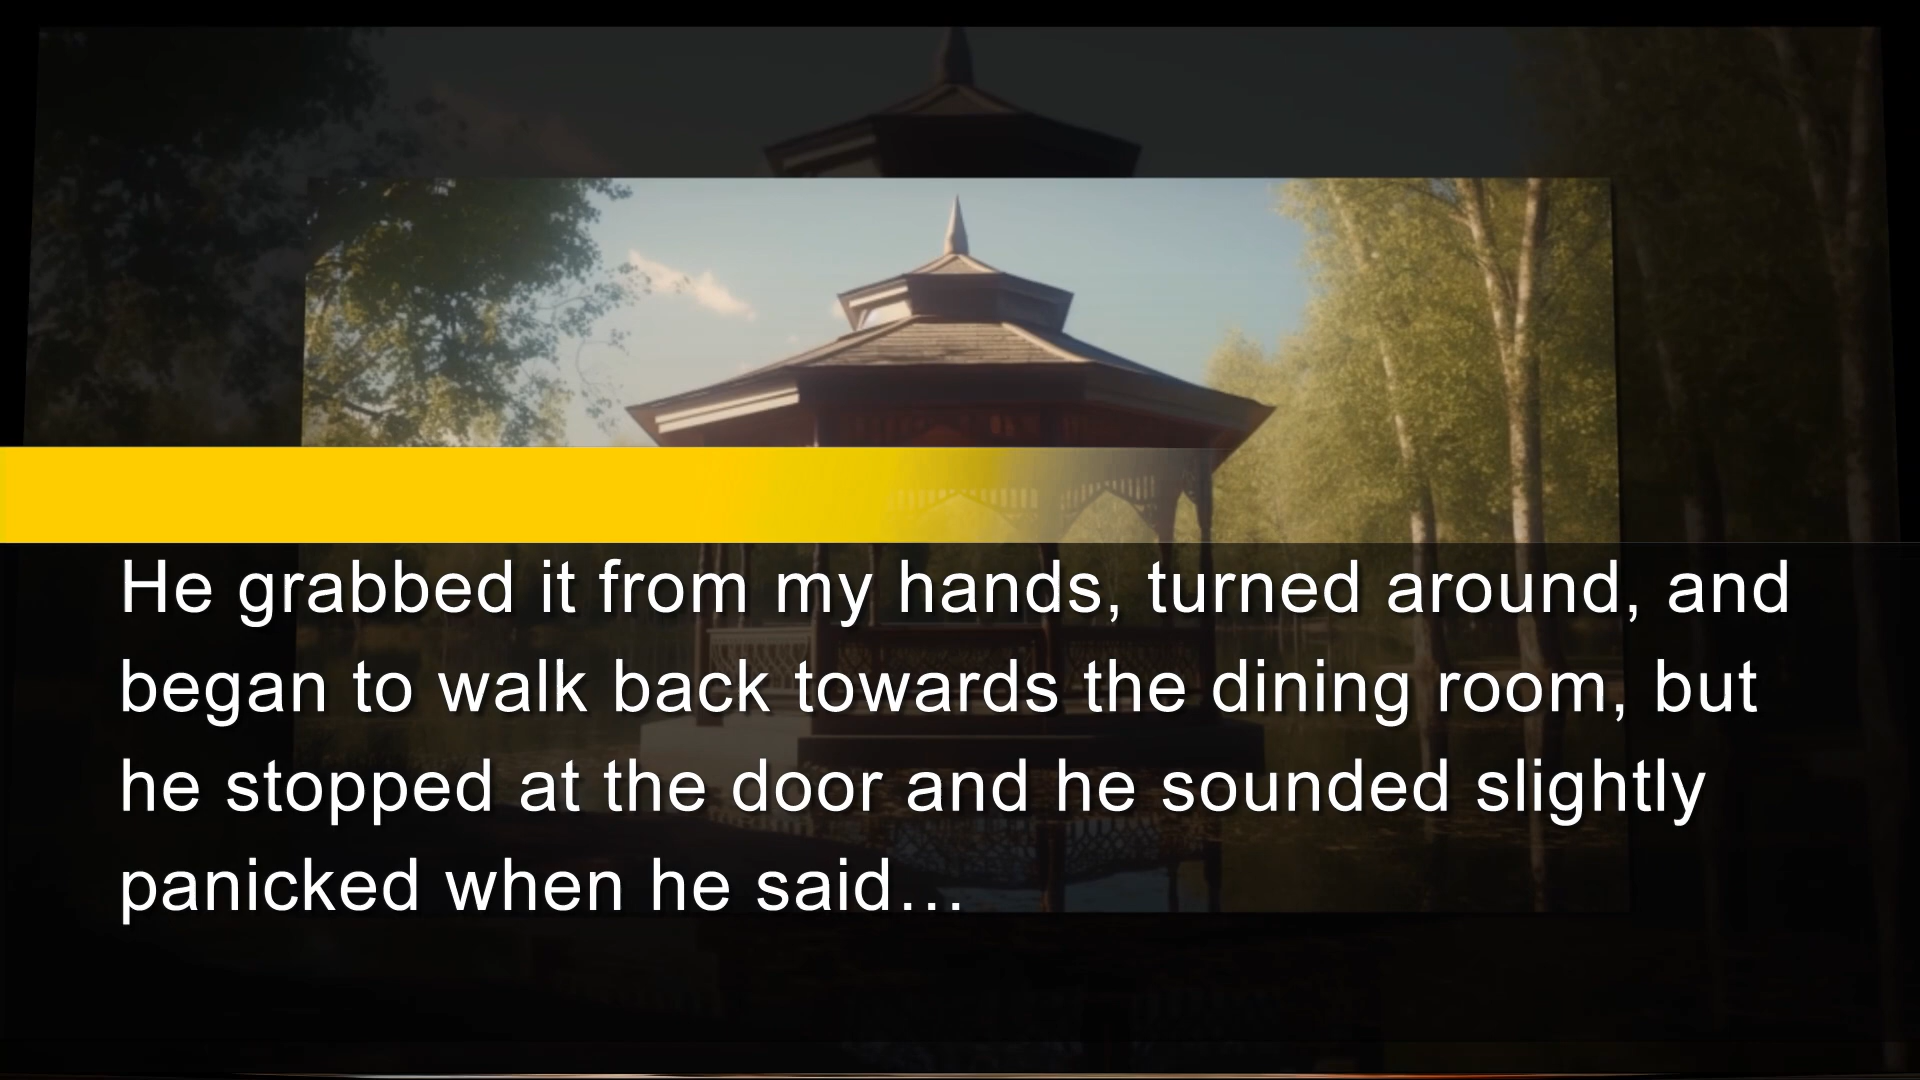 He grabbed it from my hands, turned around, and
began to walk back towards the dining room, but
he stopped at the door and he sounded slightly
panicked when he said…